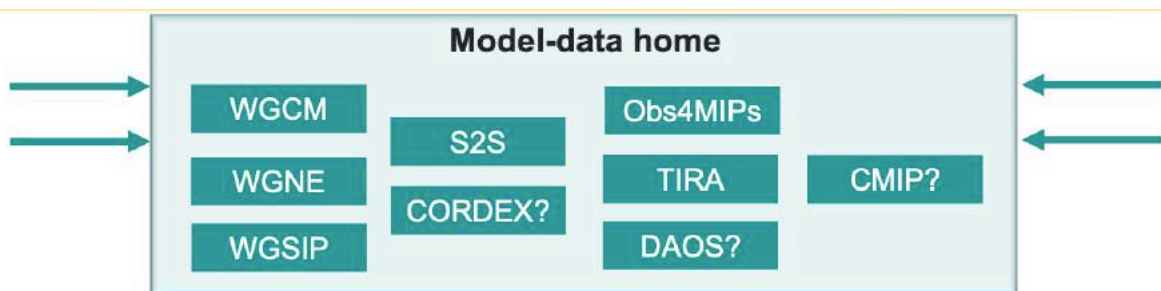 Model-data home
WGCM
WGNE
WGSIP
S2S
CORDEX?
Obs4MIPs
TIRA
DAOS?
CMIP?